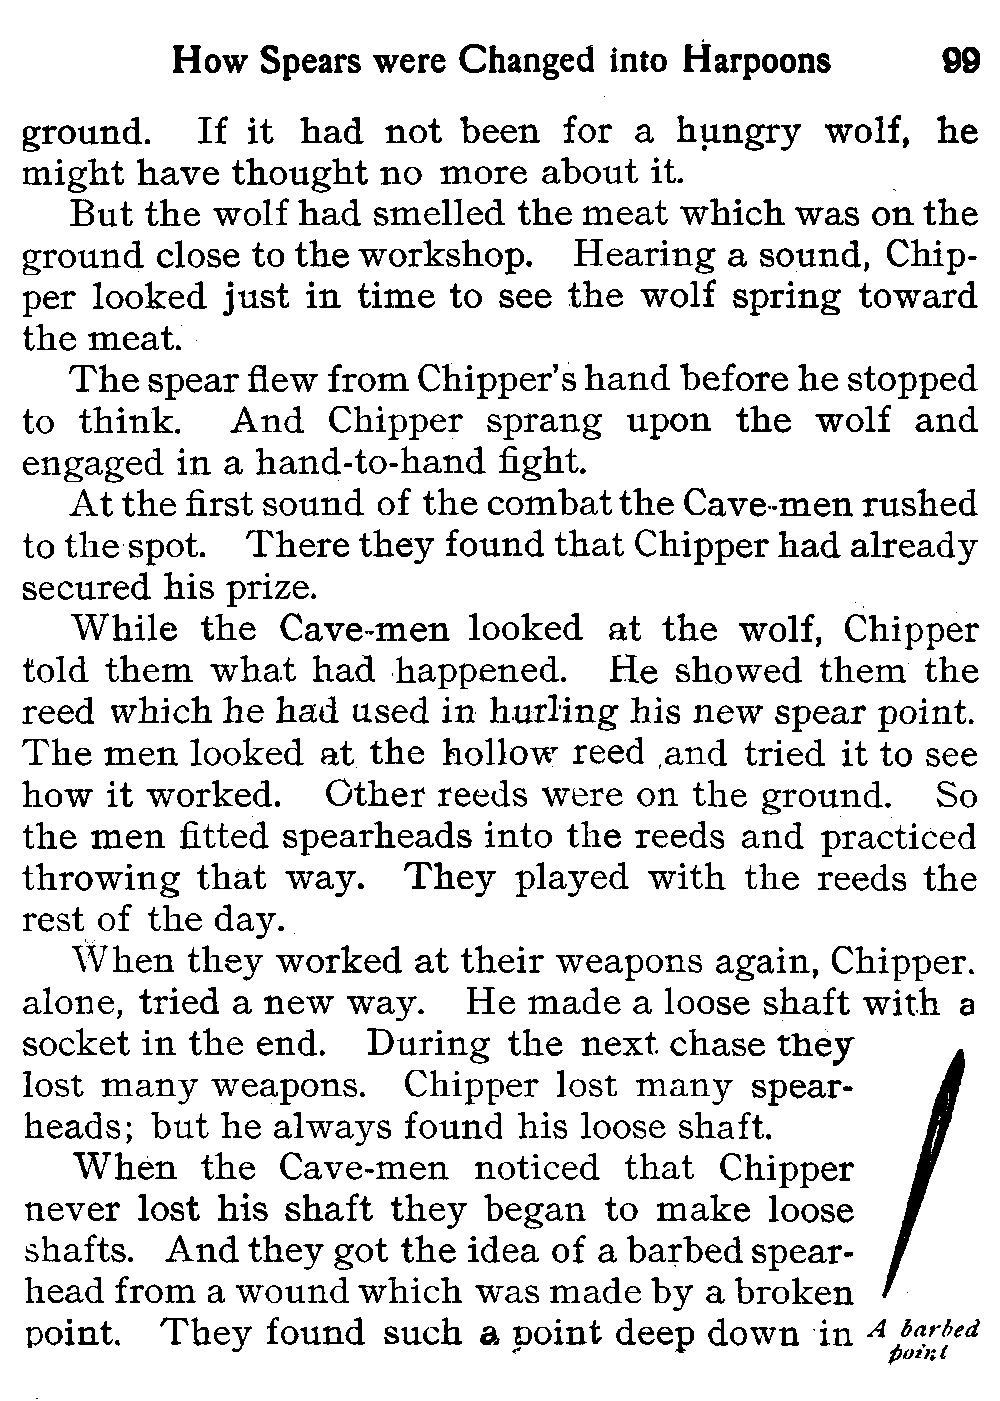 How Spears were Changed into Harpoons 99
ground. If it had not been for a hungry wolf, he
might have thought no more about it.
But the wolf had smelled the meat which was on the
ground close to the workshop. Hearing a sound, Chip-
per looked just in time to see the wolf spring toward
the meat.
The spear flew from Chipper's hand before he stopped
to think. And Chipper sprang upon the wolf and
engaged in a hand-to-hand fight.
At the first sound of the combat the Cave-men rushed
to the spot. There they found that Chipper had already
secured his prize.
While the Cave-men looked at the wolf, Chipper
told them what had happened. He showed them the
reed which he had used in hurling his new spear point.
The men looked at the hollow reed and tried it to see
how it worked. Other reeds were on the ground. So
the men fitted spearheads into the reeds and practiced
throwing that way. They played with the reeds the
rest of the day.
When they worked at their weapons again, Chipper.
alone, tried a new way. He made a loose shaft with a
socket in the end. During the next chase they
lost many weapons. Chipper lost many spear-
heads; but he always found his loose shaft.
When the Cave-men noticed that Chipper
never lost his shaft they began to make loose
shafts. And they got the idea of a barbed spear-
head from a wound which was made by a broken
point. They found such a point deep down in
A barbed
point